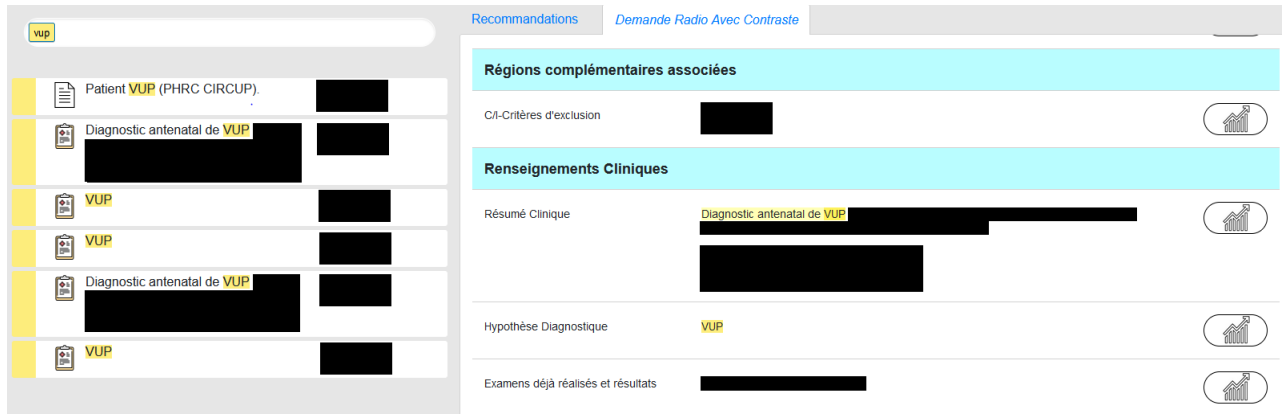 vup
Patient VUP (PHRC CIRCUP).
Diagnostic antenatal de VUP
VUP
VUP
Diagnostic antenatal de VUP
VUP
Recommandations
Demande Radio Avec Contraste
Régions complémentaires associées
C/I-Critères d'exclusion
Renseignements Cliniques
Résumé Clinique
Diagnostic antenatal de VUP
Hypothèse Diagnostique
VUP
Examens déjà réalisés et résultats